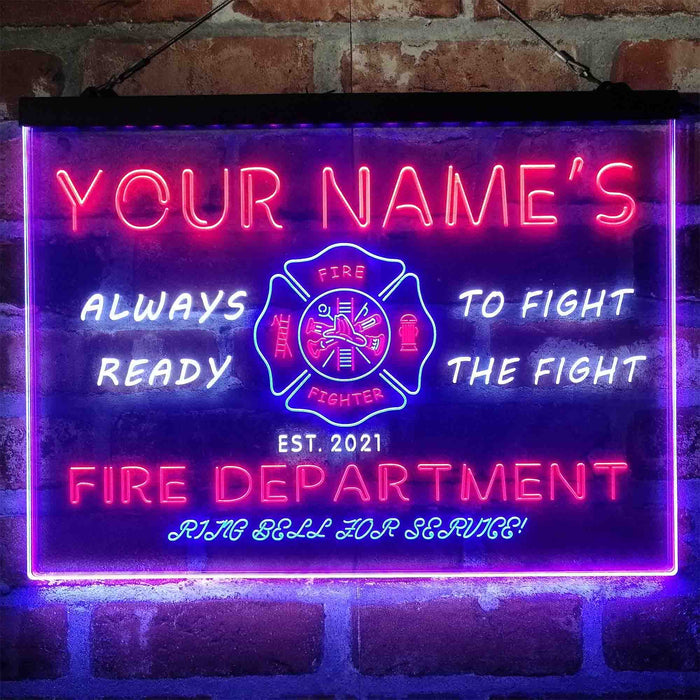 YOUR NAME'S
ALWAYS
READY
FIRE
FIGHTER
TO FIGHT
THE FIGHT
EST. 2021
FIRE DEPARTMENT
RING BELL FOR SERVICE!